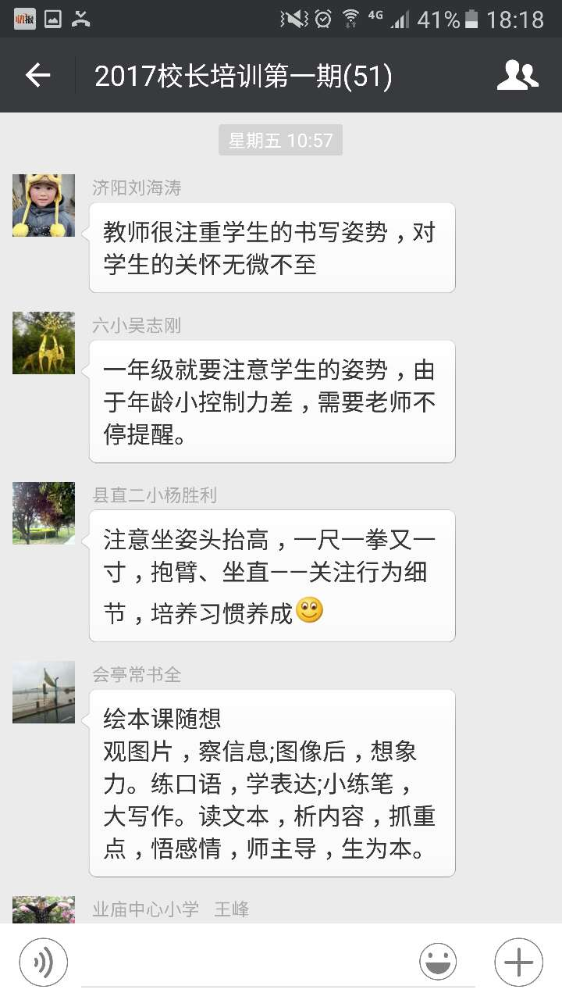 快报 4G 41% 18:18
2017校长培训第一期(51)
星期五 10:57
济阳刘海涛
教师很注重学生的书写姿势，对
学生的关怀无微不至
六小吴志刚
一年级就要注意学生的姿势，由
于年龄小控制力差，需要老师不
停提醒。
县直二小杨胜利
注意坐姿头抬高，一尺一拳又一
寸，抱臂、坐直——关注行为细
节，培养习惯养成
会亭常书全
绘本课随想
观图片，察信息;图像后，想象
力。练口语，学表达;小练笔，
大写作。读文本，析内容，抓重
点，悟感情，师主导，生为本。
业庙中心小学 王峰